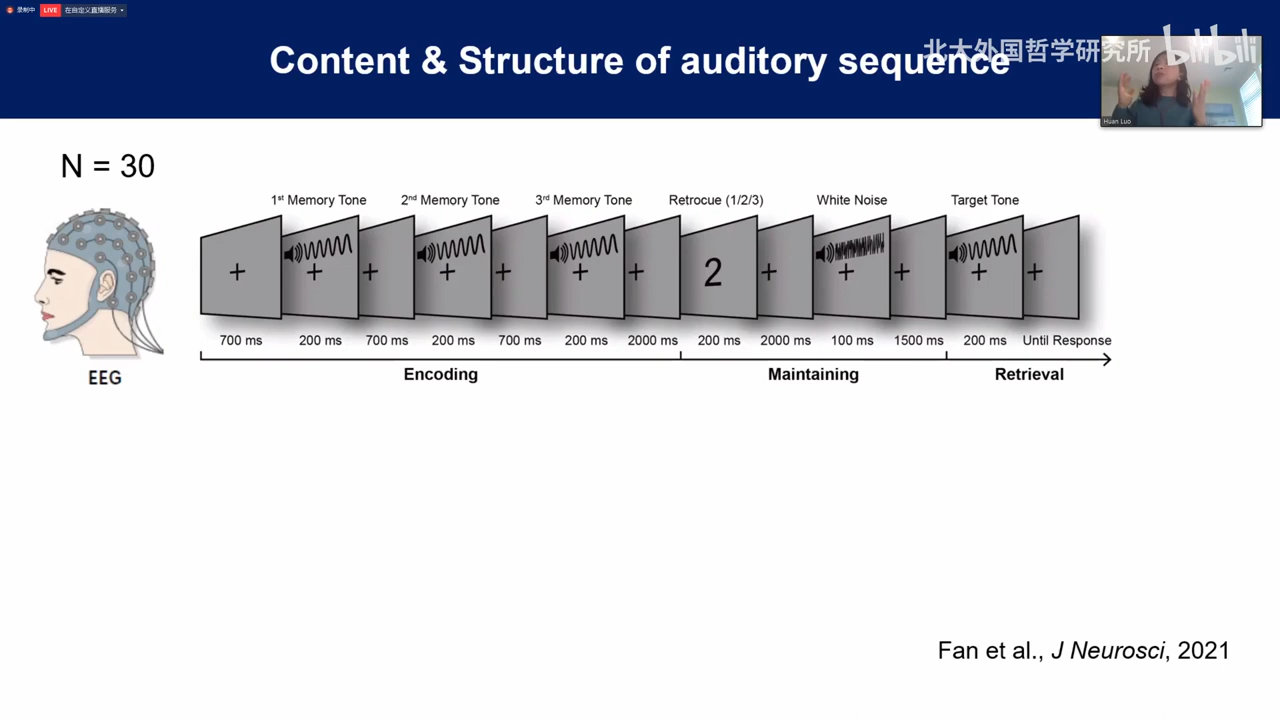 录制中 LIVE 在自定义直播服务
Content & Structure of auditory sequence
北大外国哲学研究所 bilibili
Huan Luo
N = 30
1st Memory Tone 2nd Memory Tone 3rd Memory Tone Retrocue (1/2/3) White Noise Target Tone
2
700 ms 200 ms 700 ms 200 ms 700 ms 200 ms 2000 ms 200 ms 2000 ms 100 ms 1500 ms 200 ms Until Response
Encoding Maintaining Retrieval
EEG
Fan et al., J Neurosci, 2021